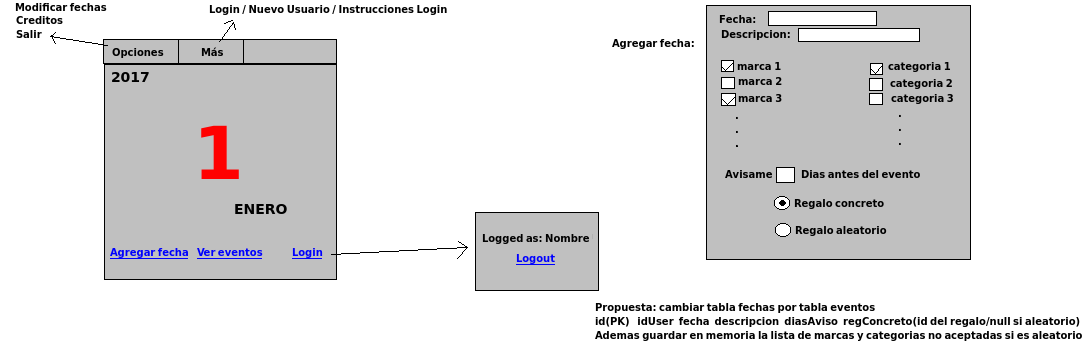 Modificar fechas
Creditos
Salir
Login / Nuevo Usuario / Instrucciones Login
Opciones
Más
2017
1
ENERO
Agregar fecha
Ver eventos
Login
Logged as: Nombre
Logout
Agregar fecha:
Fecha:
Descripcion:
marca 1
categoria 1
marca 2
categoria 2
marca 3
categoria 3
Avisame
Dias antes del evento
Regalo concreto
Regalo aleatorio
Propuesta: cambiar tabla fechas por tabla eventos
id(PK) idUser fecha descripcion diasAviso regConcreto(id del regalo/null si aleatorio)
Ademas guardar en memoria la lista de marcas y categorias no aceptadas si es aleatorio